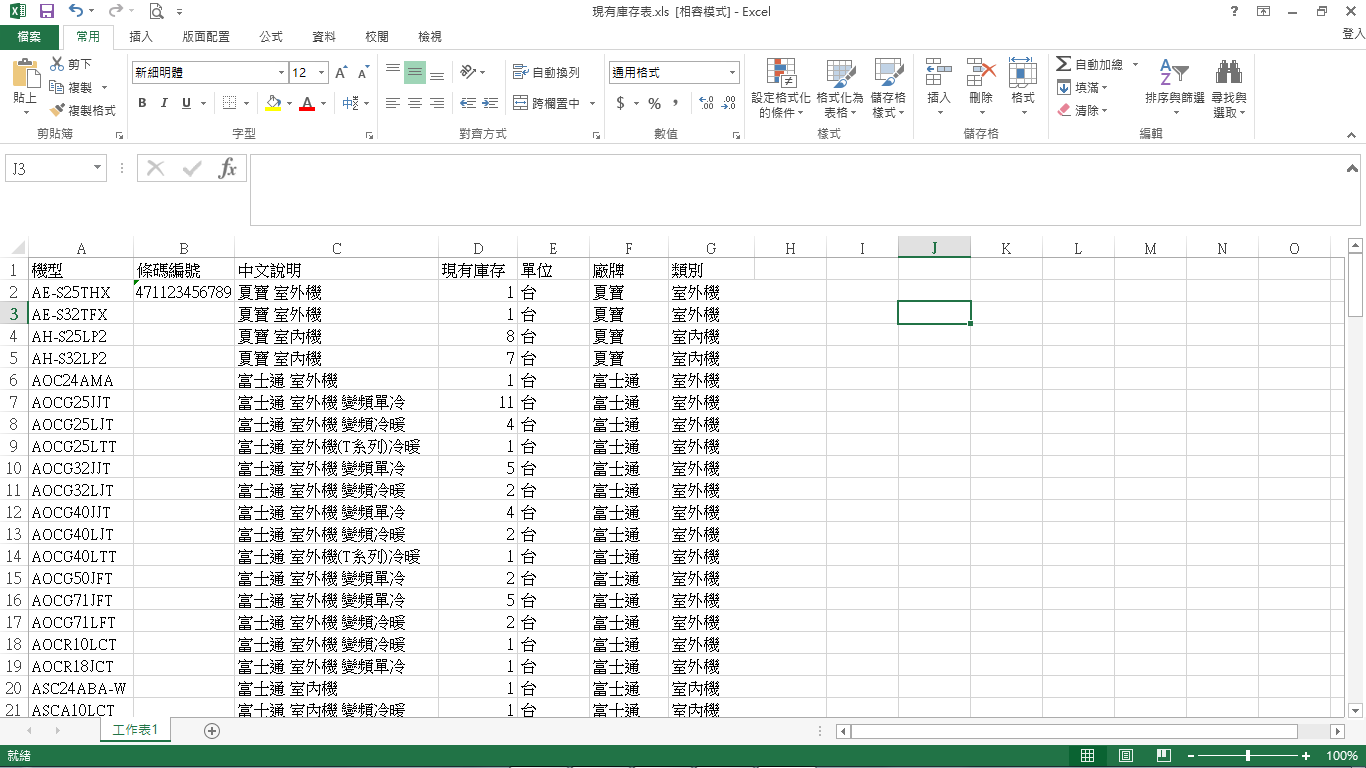 現有庫存表.xls [相容模式] - Excel
登入
檔案 常用 插入 版面配置 公式 資料 校閱 檢視
貼上 剪下 複製 複製格式 剪貼簿
新細明體 12 B I U A A A 中 字型
自動換列 跨欄置中 對齊方式
通用格式 $ % , .00 .0 數值
設定格式化的條件 格式化為表格 儲存格樣式 樣式
插入 刪除 格式 儲存格
自動加總 填滿 清除 排序與篩選 尋找與選取 編輯
J3 fx
A B C D E F G H I J K L M N O
1 機型 條碼編號 中文說明 現有庫存 單位 廠牌 類別
2 AE-S25THX 471123456789 夏寶 室外機 1 台 夏寶 室外機
3 AE-S32TFX 夏寶 室外機 1 台 夏寶 室外機
4 AH-S25LP2 夏寶 室內機 8 台 夏寶 室內機
5 AH-S32LP2 夏寶 室內機 7 台 夏寶 室內機
6 AOC24AMA 富士通 室外機 1 台 富士通 室外機
7 AOCG25JJT 富士通 室外機 變頻單冷 11 台 富士通 室外機
8 AOCG25LJT 富士通 室外機 變頻冷暖 4 台 富士通 室外機
9 AOCG25LTT 富士通 室外機(T系列)冷暖 1 台 富士通 室外機
10 AOCG32JJT 富士通 室外機 變頻單冷 5 台 富士通 室外機
11 AOCG32LJT 富士通 室外機 變頻冷暖 2 台 富士通 室外機
12 AOCG40JJT 富士通 室外機 變頻單冷 4 台 富士通 室外機
13 AOCG40LJT 富士通 室外機 變頻冷暖 2 台 富士通 室外機
14 AOCG40LTT 富士通 室外機(T系列)冷暖 1 台 富士通 室外機
15 AOCG50JFT 富士通 室外機 變頻單冷 2 台 富士通 室外機
16 AOCG71JFT 富士通 室外機 變頻單冷 5 台 富士通 室外機
17 AOCG71LFT 富士通 室外機 變頻冷暖 2 台 富士通 室外機
18 AOCR10LCT 富士通 室外機 變頻冷暖 1 台 富士通 室外機
19 AOCR18JCT 富士通 室外機 變頻單冷 1 台 富士通 室外機
20 ASC24ABA-W 富士通 室內機 1 台 富士通 室內機
21 ASCA10LCT 富士通 室內機 變頻冷暖 1 台 富士通 室內機
工作表1
就緒 100%